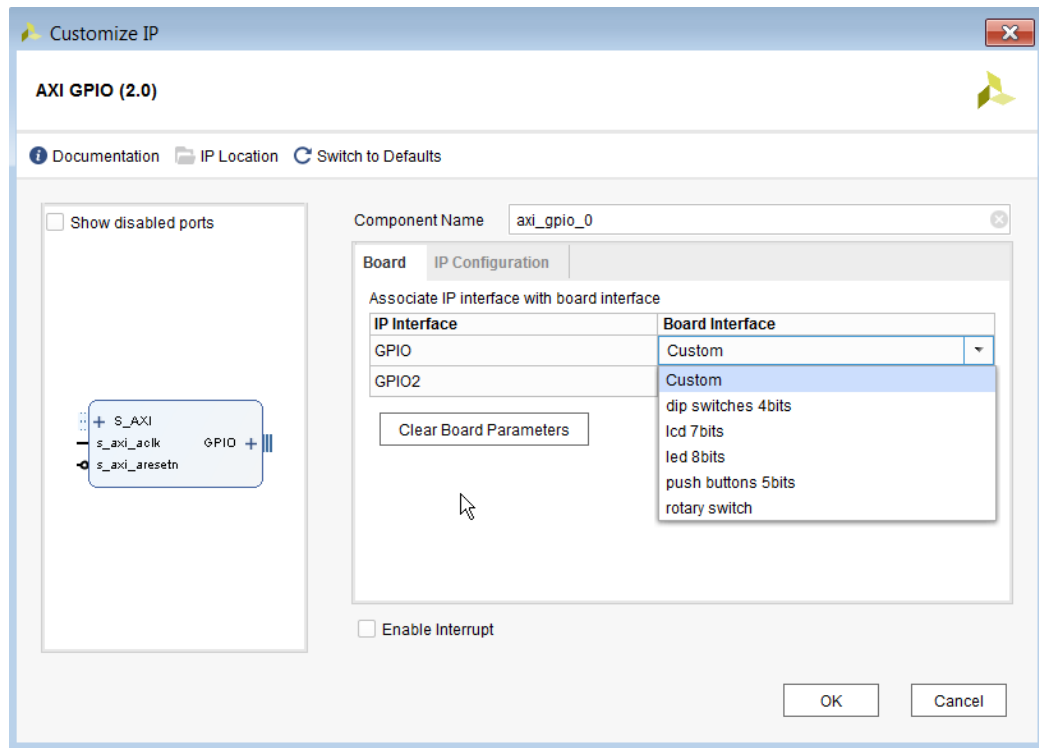 Customize IP
AXI GPIO (2.0)
Documentation IP Location Switch to Defaults
Show disabled ports
S_AXI
s_axi_aclk GPIO
s_axi_aresetn
Component Name axi_gpio_0
Board IP Configuration
Associate IP interface with board interface
IP Interface Board Interface
GPIO Custom
GPIO2 Custom
dip switches 4bits
lcd 7bits
led 8bits
push buttons 5bits
rotary switch
Clear Board Parameters
Enable Interrupt
OK Cancel